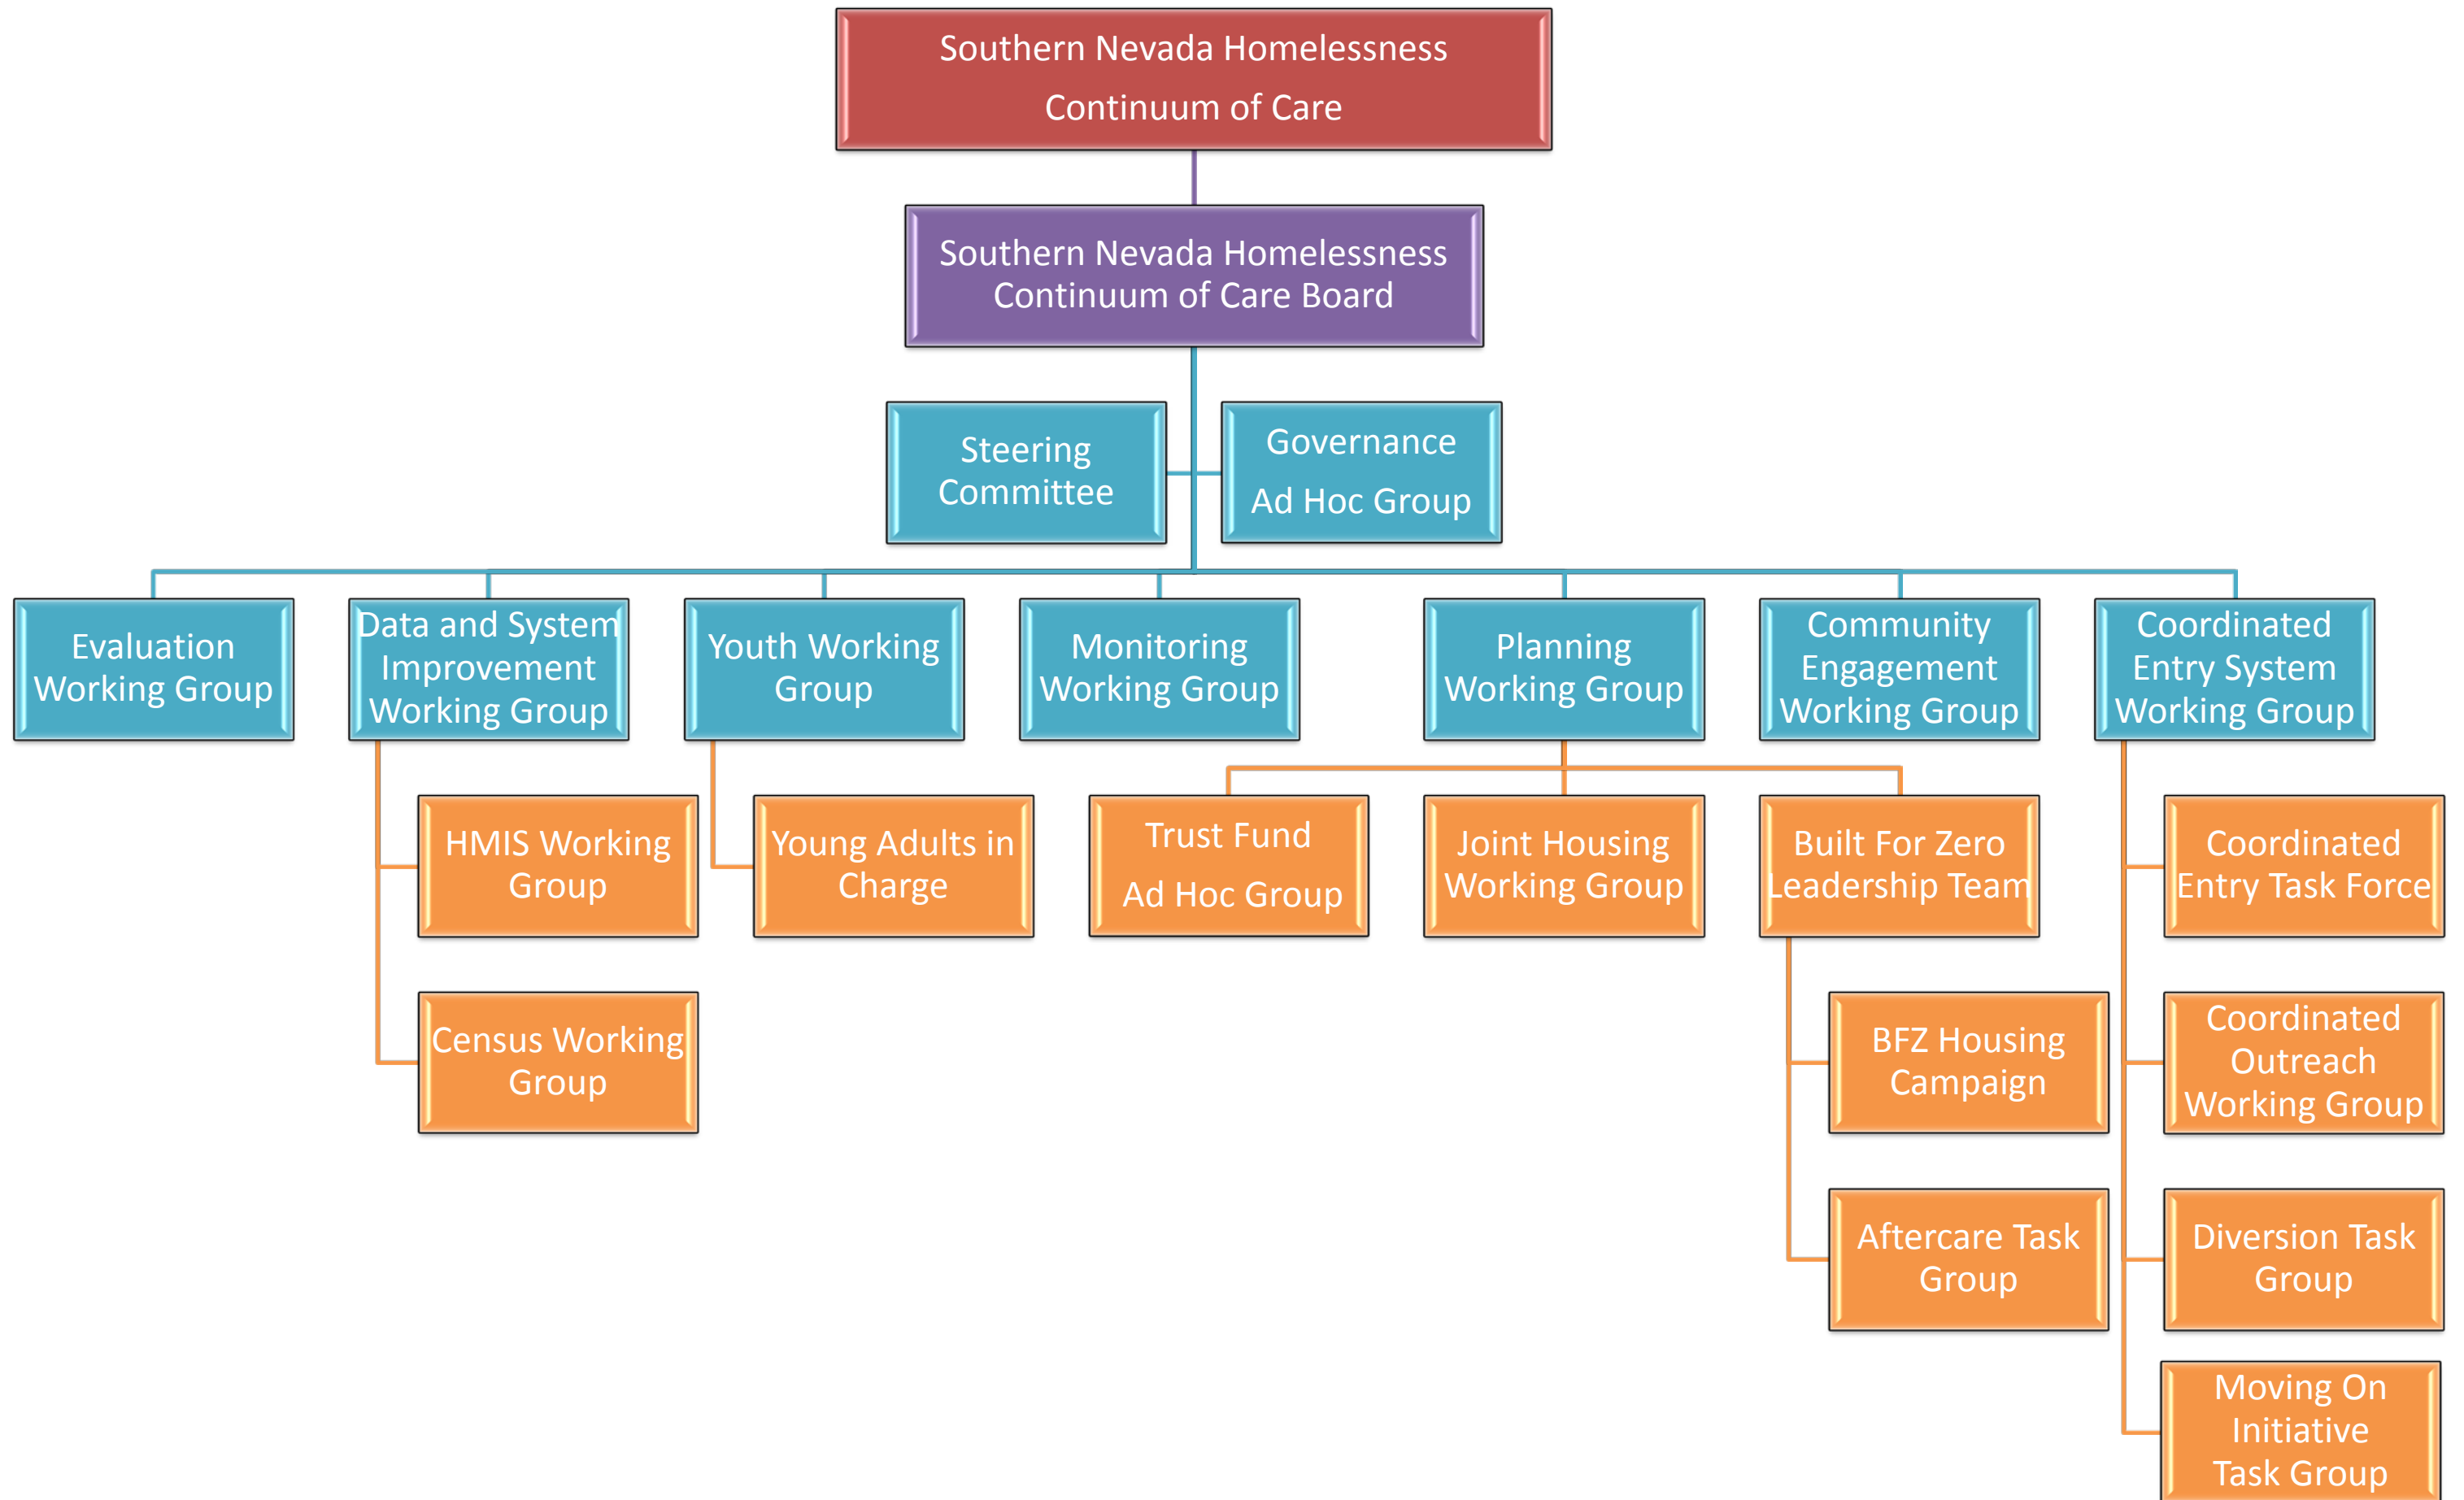 Southern Nevada Homelessness
Continuum of Care
Southern Nevada Homelessness
Continuum of Care Board
Steering
Committee
Governance
Ad Hoc Group
Evaluation
Working Group
Data and System
Improvement
Working Group
Youth Working
Group
Monitoring
Working Group
Planning
Working Group
Community
Engagement
Working Group
Coordinated
Entry System
Working Group
HMIS Working
Group
Young Adults in
Charge
Trust Fund
Ad Hoc Group
Joint Housing
Working Group
Built For Zero
Leadership Team
Coordinated
Entry Task Force
Census Working
Group
BFZ Housing
Campaign
Coordinated
Outreach
Working Group
Aftercare Task
Group
Diversion Task
Group
Moving On
Initiative
Task Group